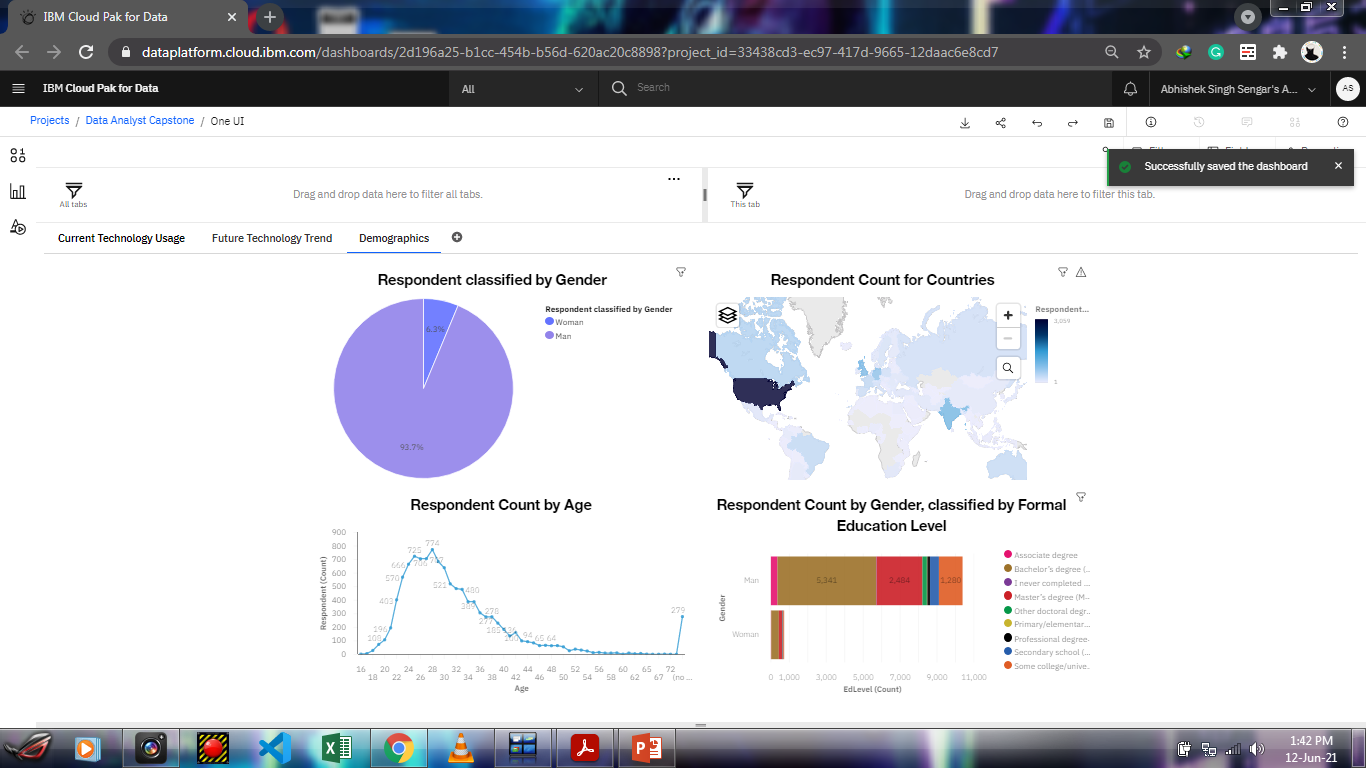 IBM Cloud Pak for Data
dataplatform.cloud.ibm.com/dashboards/2d196a25-b1cc-454b-b56d-620ac20c8898?project_id=33438cd3-ec97-417d-9665-12daac6e8cd7
IBM Cloud Pak for Data
All
Search
Abhishek Singh Sengar's A...
AS
Projects / Data Analyst Capstone / One UI
Successfully saved the dashboard
All tabs
Drag and drop data here to filter all tabs.
This tab
Drag and drop data here to filter this tab.
Current Technology Usage
Future Technology Trend
Demographics
Respondent classified by Gender
Respondent classified by Gender
Woman
Man
6.3%
93.7%
Respondent Count for Countries
Respondent...
3,059
1
Respondent Count by Age
Respondent (Count)
900
800
700
600
500
400
300
200
100
0
108
196
403
570
666
725
774
521
480
276
94
65
64
279
16 18 20 22 24 26 28 30 32 34 36 38 40 42 44 46 48 50 52 54 56 58 60 62 65 67 72 (no ...
Age
Respondent Count by Gender, classified by Formal
Education Level
Gender
Man
Woman
5,341
2,484
1,280
0 1,000 3,000 5,000 7,000 9,000 11,000
EdLevel (Count)
Associate degree
Bachelor's degree (..
I never completed ...
Master's degree (M..
Other doctoral degr..
Primary/elementar...
Professional degree..
Secondary school (...
Some college/unive..
1:42 PM
12-Jun-21